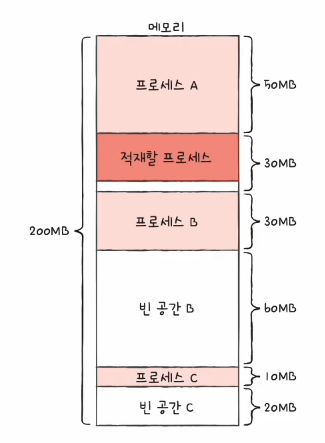 메모리
프로세스 A
50MB
적재할 프로세스
30MB
프로세스 B
30MB
200MB
빈 공간 B
60MB
프로세스 C
10MB
빈 공간 C
20MB